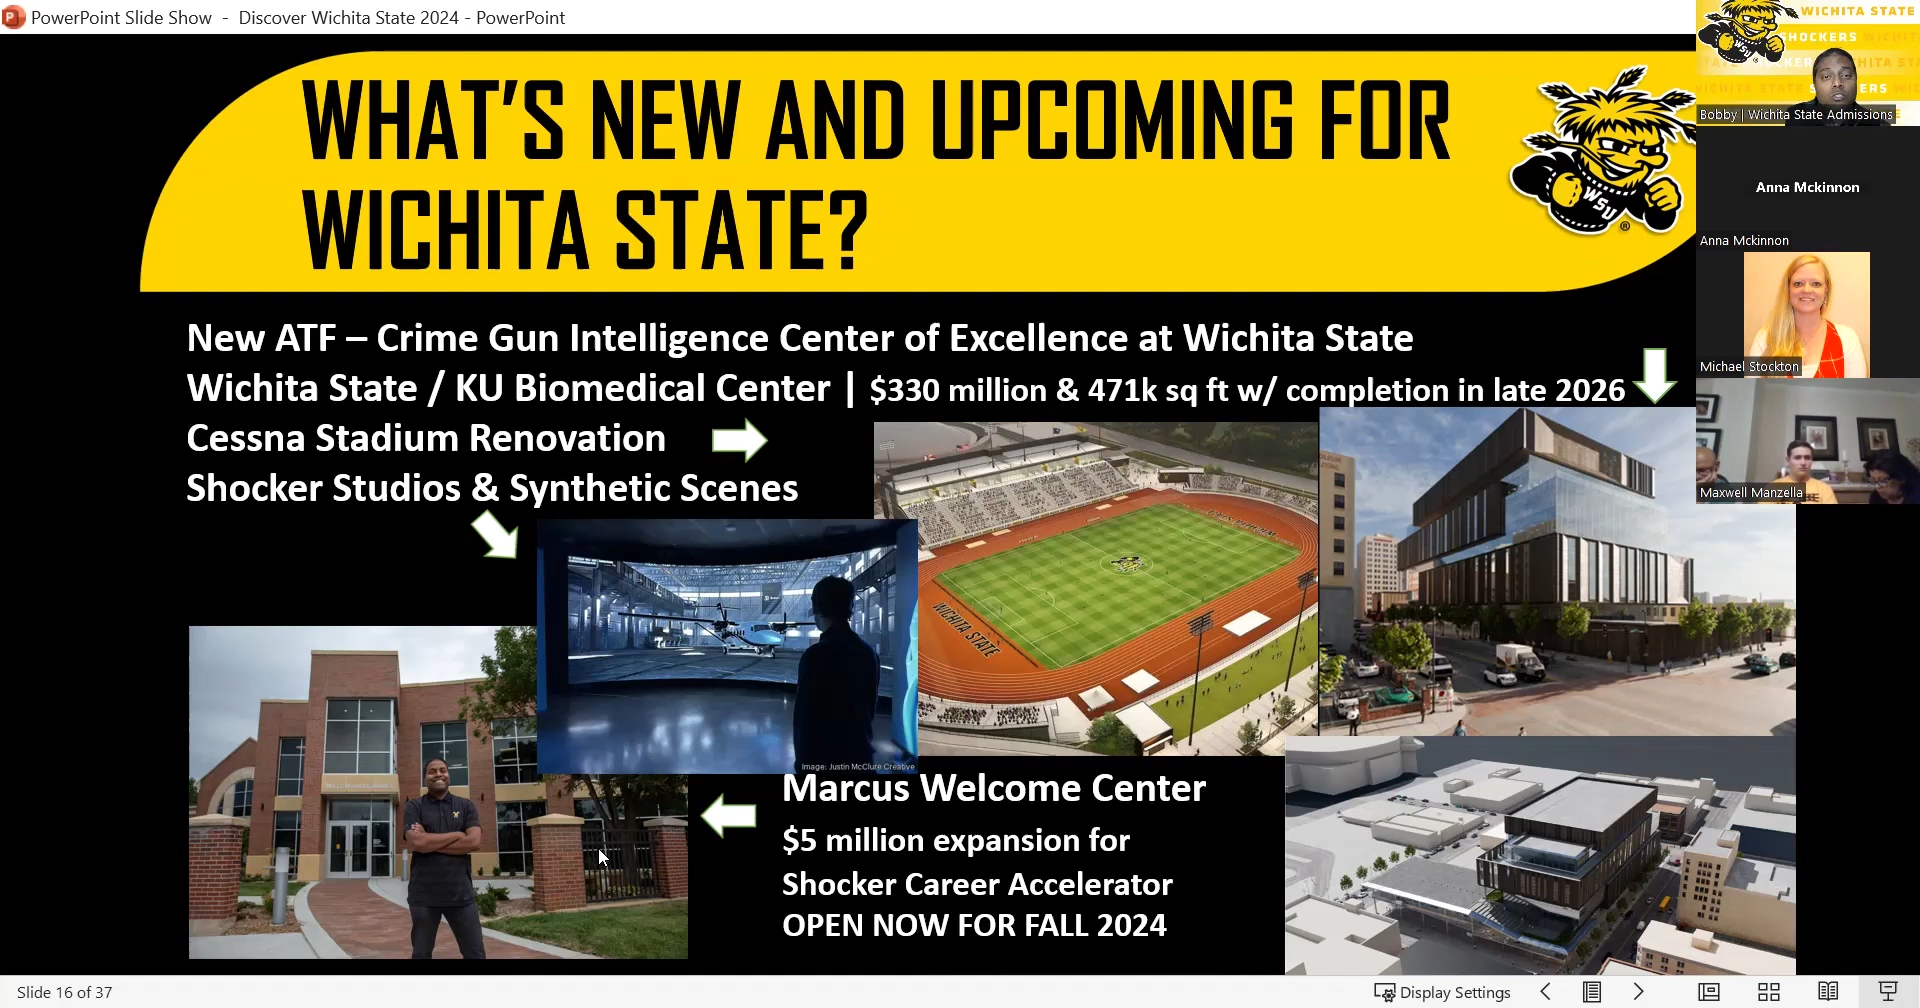 PowerPoint Slide Show - Discover Wichita State 2024 - PowerPoint
WHAT'S NEW AND UPCOMING FOR
WICHITA STATE?
WSU
®
New ATF – Crime Gun Intelligence Center of Excellence at Wichita State
Wichita State / KU Biomedical Center | $330 million & 471k sq ft w/ completion in late 2026
Cessna Stadium Renovation
Shocker Studios & Synthetic Scenes
WICHITA STATE
Image: Justin McClure Creative
Marcus Welcome Center
$5 million expansion for
Shocker Career Accelerator
OPEN NOW FOR FALL 2024
WICHITA STATE
SHOCKERS
WSU
Bobby | Wichita State Admissions
Anna Mckinnon
Anna Mckinnon
Michael Stockton
Maxwell Manzella
Slide 16 of 37
Display Settings